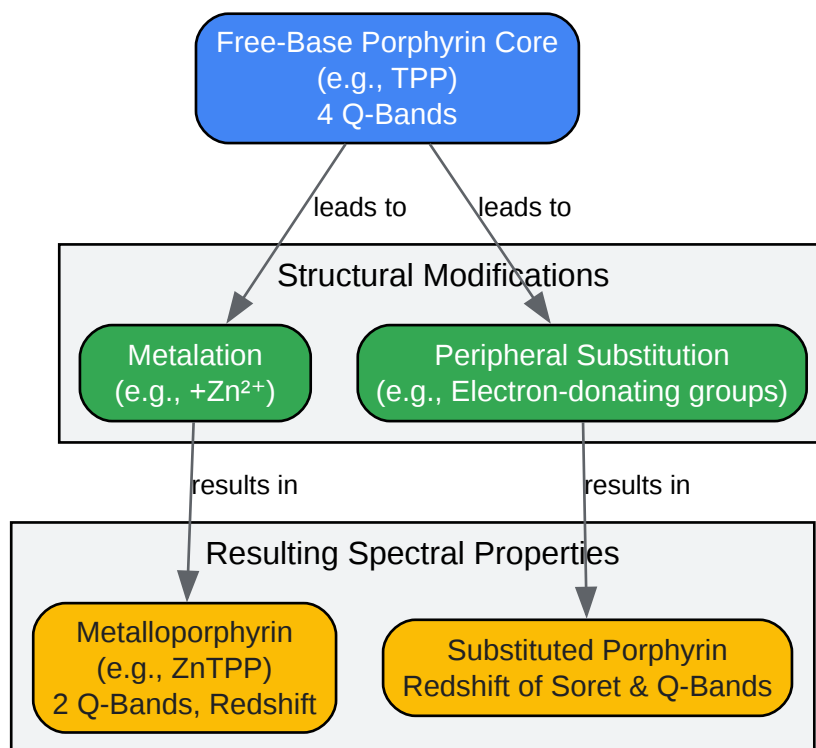 Free-Base Porphyrin Core
(e.g., TPP)
4 Q-Bands
leads to
leads to
Structural Modifications
Metalation
(e.g., +Zn²⁺)
Peripheral Substitution
(e.g., Electron-donating groups)
results in
results in
Resulting Spectral Properties
Metalloporphyrin
(e.g., ZnTPP)
2 Q-Bands, Redshift
Substituted Porphyrin
Redshift of Soret & Q-Bands